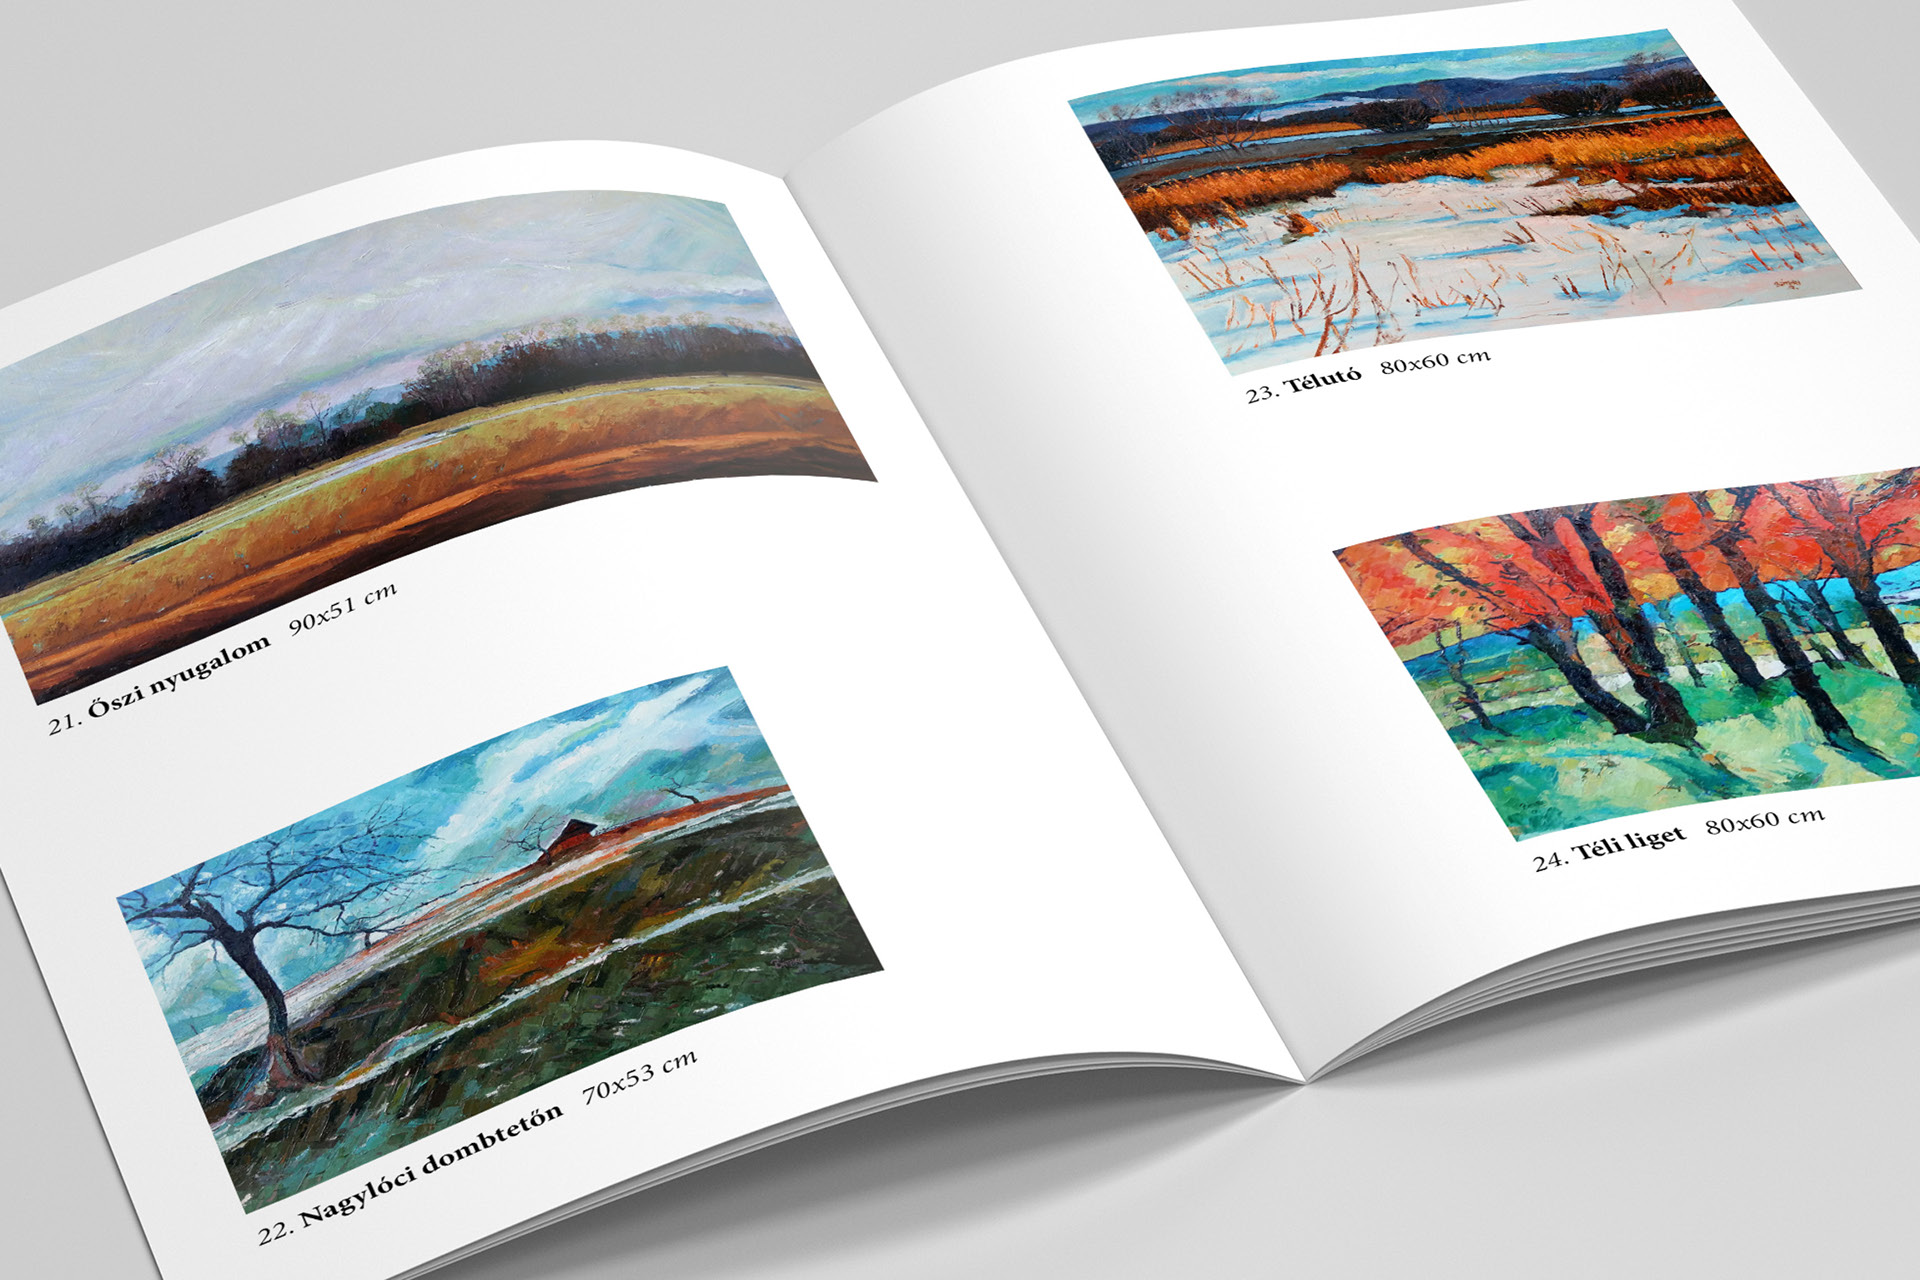 21. Őszi nyugalom 90x51 cm
22. Nagylóci dombtetőn 70x53 cm
23. Télutó 80x60 cm
24. Téli liget 80x60 cm